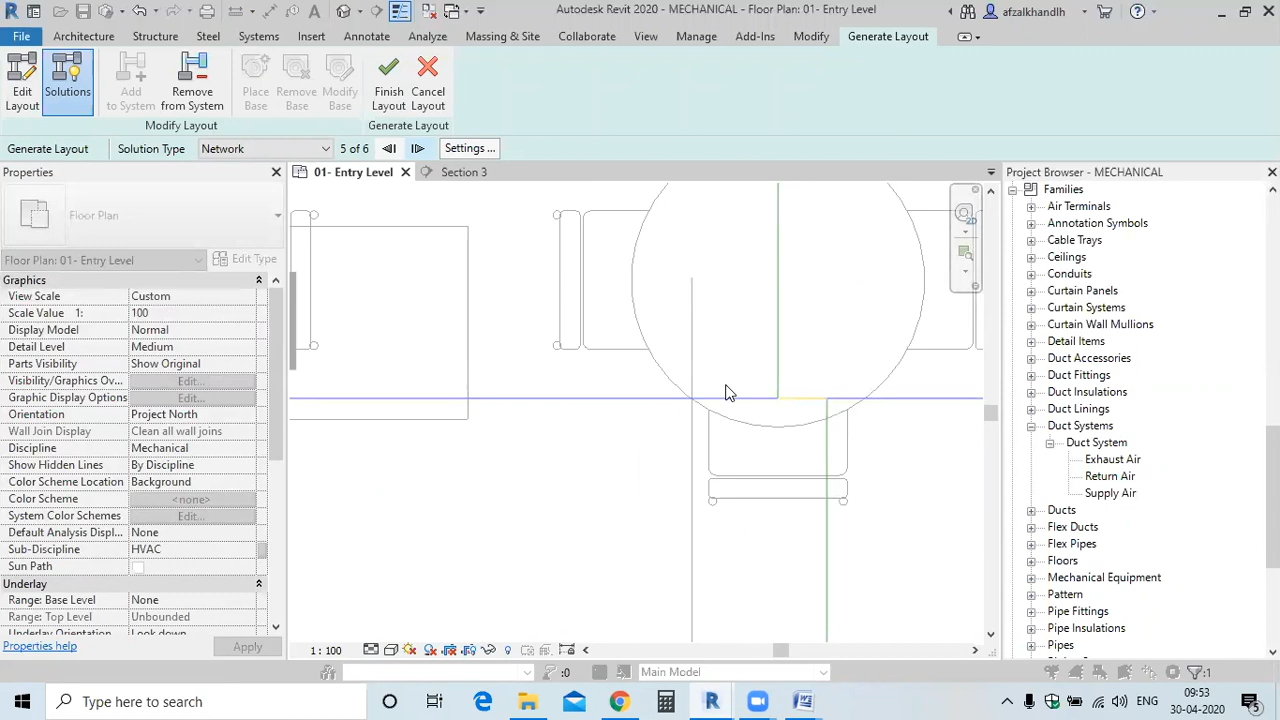 Autodesk Revit 2020 - MECHANICAL - Floor Plan: 01- Entry Level
afzalkhandlh
File
Architecture
Structure
Steel
Systems
Insert
Annotate
Analyze
Massing & Site
Collaborate
View
Manage
Add-Ins
Modify
Generate Layout
Edit
Layout
Solutions
Add
to System
Remove
from System
Place
Base
Remove
Base
Modify
Base
Finish
Layout
Cancel
Layout
Modify Layout
Generate Layout
Generate Layout
Solution Type
Network
5 of 6
Settings ...
Properties
01- Entry Level
Section 3
Project Browser - MECHANICAL
Floor Plan
Floor Plan: 01- Entry Level
Edit Type
Graphics
View Scale Custom
Scale Value 1: 100
Display Model Normal
Detail Level Medium
Parts Visibility Show Original
Visibility/Graphics Ov... Edit...
Graphic Display Options Edit...
Orientation Project North
Wall Join Display Clean all wall joins
Discipline Mechanical
Show Hidden Lines By Discipline
Color Scheme Location Background
Color Scheme <none>
System Color Schemes Edit...
Default Analysis Displ... None
Sub-Discipline HVAC
Sun Path
Underlay
Range: Base Level None
Range: Top Level Unbounded
Underlay Orientation Look down
Properties help
Apply
2D
Families
Air Terminals
Annotation Symbols
Cable Trays
Ceilings
Conduits
Curtain Panels
Curtain Systems
Curtain Wall Mullions
Detail Items
Duct Accessories
Duct Fittings
Duct Insulations
Duct Linings
Duct Systems
Duct System
Exhaust Air
Return Air
Supply Air
Ducts
Flex Ducts
Flex Pipes
Floors
Mechanical Equipment
Pattern
Pipe Fittings
Pipe Insulations
Pipes
1 : 100
:0
Main Model
:1
Type here to search
ENG
09:53
30-04-2020
5